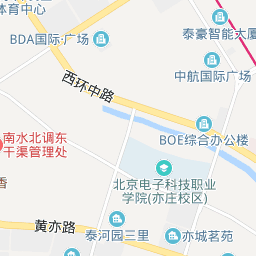 体育中心
泰豪智能大厦
BDA国际·广场
中航国际广场
西环中路
BOE综合办公楼
南水北调东
干渠管理处
北京电子科技职业
学院(亦庄校区)
香
黄亦路
泰河园三里
亦城茗苑